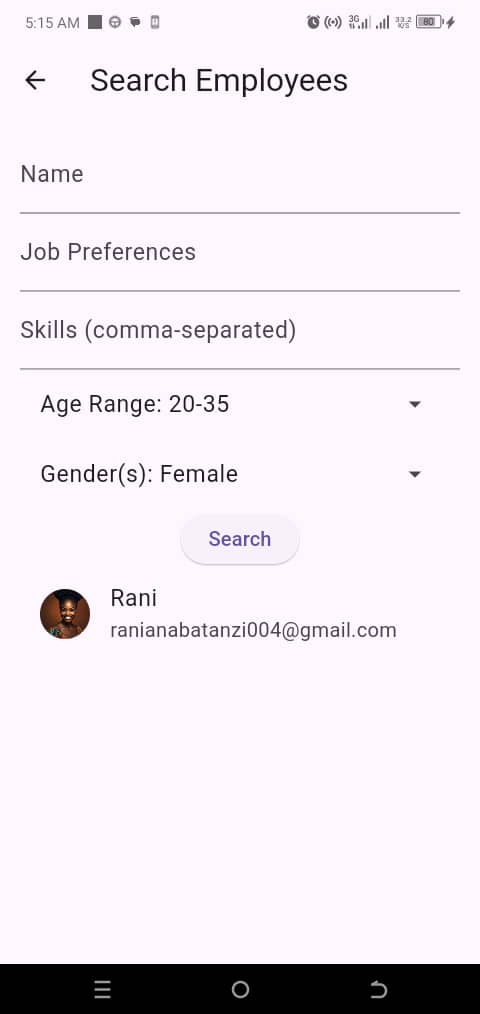 5:15 AM 3G 33.2 K/S 80
Search Employees
Name
Job Preferences
Skills (comma-separated)
Age Range: 20-35
Gender(s): Female
Search
Rani
ranianabatanzi004@gmail.com